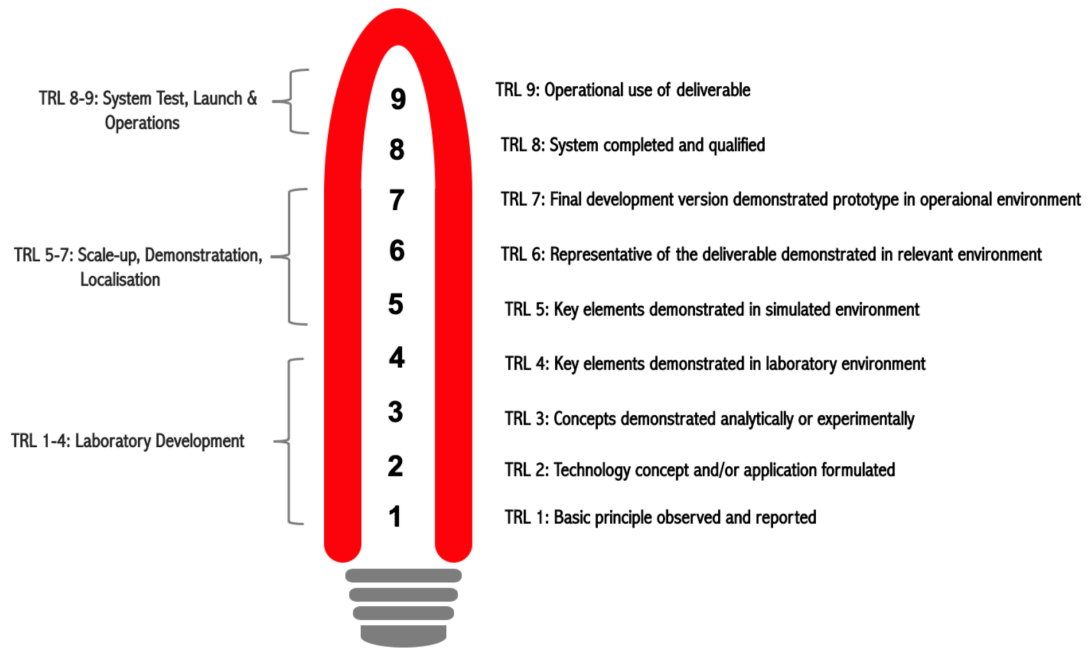 TRL 8-9: System Test, Launch &
Operations
TRL 5-7: Scale-up, Demonstratation,
Localisation
TRL 1-4: Laboratory Development
9
8
7
6
5
4
3
2
1
TRL 9: Operational use of deliverable
TRL 8: System completed and qualified
TRL 7: Final development version demonstrated prototype in operaional environment
TRL 6: Representative of the deliverable demonstrated in relevant environment
TRL 5: Key elements demonstrated in simulated environment
TRL 4: Key elements demonstrated in laboratory environment
TRL 3: Concepts demonstrated analytically or experimentally
TRL 2: Technology concept and/or application formulated
TRL 1: Basic principle observed and reported